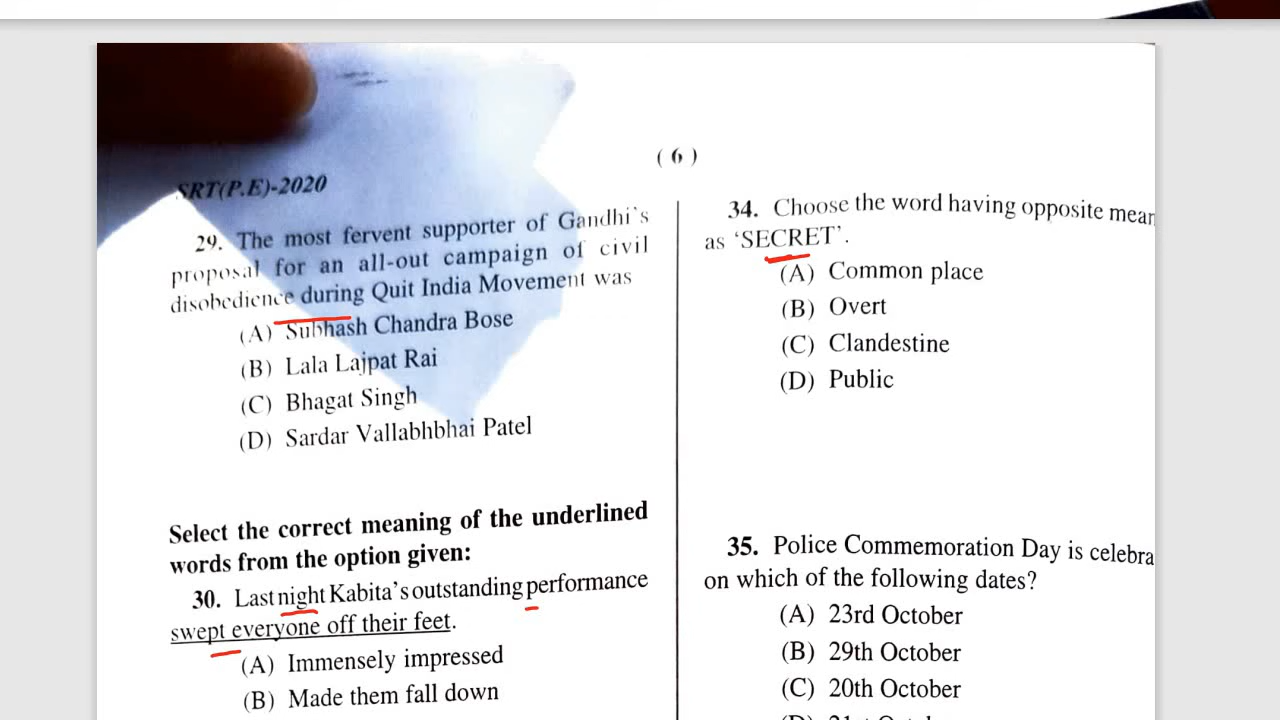 ( 6 )
SRT(P.E)-2020
29. The most fervent supporter of Gandhi's
proposal for an all-out campaign of civil
disobedience during Quit India Movement was
(A) Subhash Chandra Bose
(B) Lala Lajpat Rai
(C) Bhagat Singh
(D) Sardar Vallabhbhai Patel
Select the correct meaning of the underlined
words from the option given:
30. Last night Kabita's outstanding performance
swept everyone off their feet.
(A) Immensely impressed
(B) Made them fall down
34. Choose the word having opposite mean
as 'SECRET'.
(A) Common place
(B) Overt
(C) Clandestine
(D) Public
35. Police Commemoration Day is celebra
on which of the following dates?
(A) 23rd October
(B) 29th October
(C) 20th October